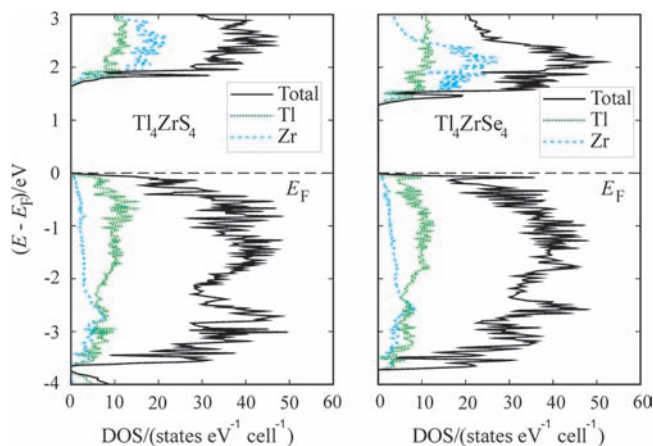 3
2
1
0
-1
-2
-3
-4
(E - E_F)/eV
Tl₄ZrS₄
Total
Tl
Zr
E_F
0 10 20 30 40 50 60
DOS/(states eV⁻¹ cell⁻¹)
Tl₄ZrSe₄
Total
Tl
Zr
E_F
0 10 20 30 40 50 60
DOS/(states eV⁻¹ cell⁻¹)